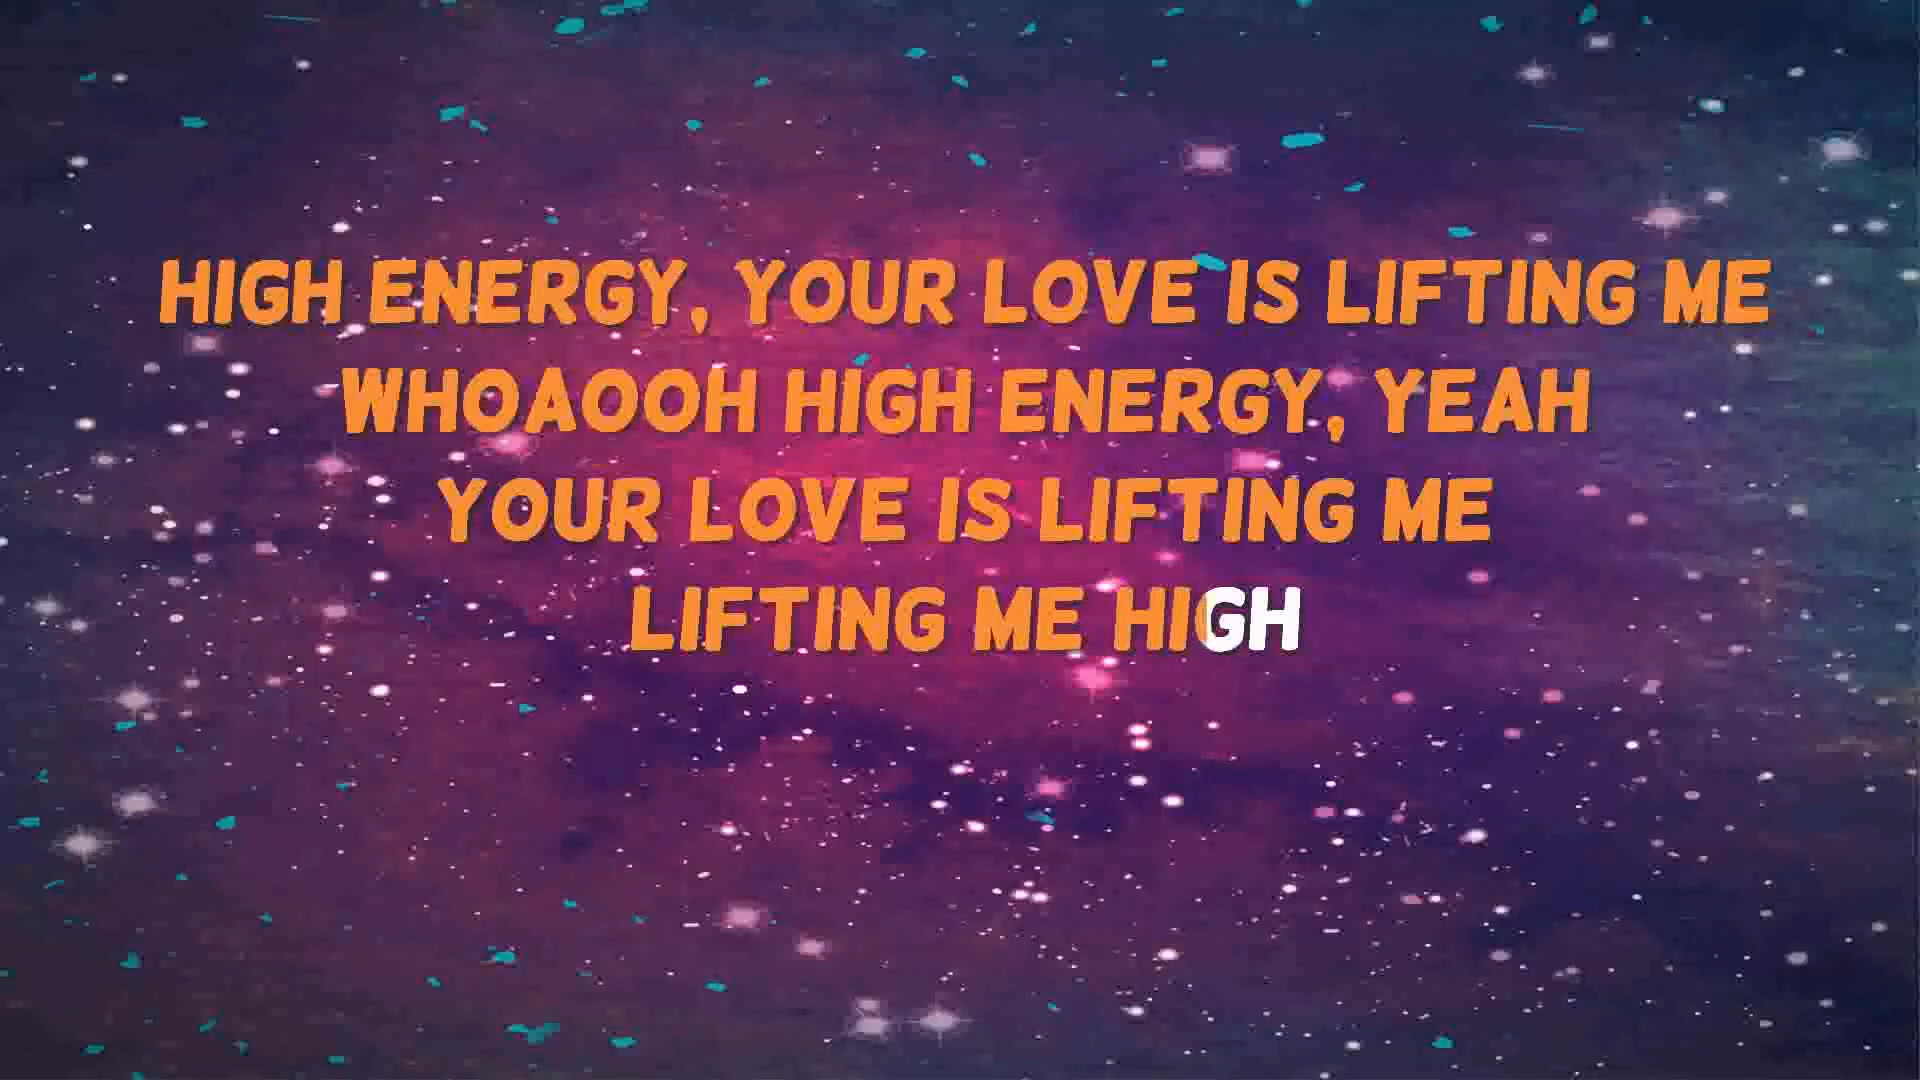 HIGH ENERGY, YOUR LOVE IS LIFTING ME
WHOAOOH HIGH ENERGY, YEAH
YOUR LOVE IS LIFTING ME
LIFTING ME HIGH